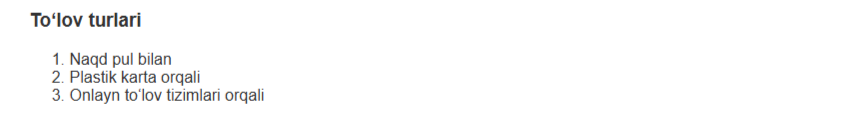 To‘lov turlari
1. Naqd pul bilan
2. Plastik karta orqali
3. Onlayn to‘lov tizimlari orqali